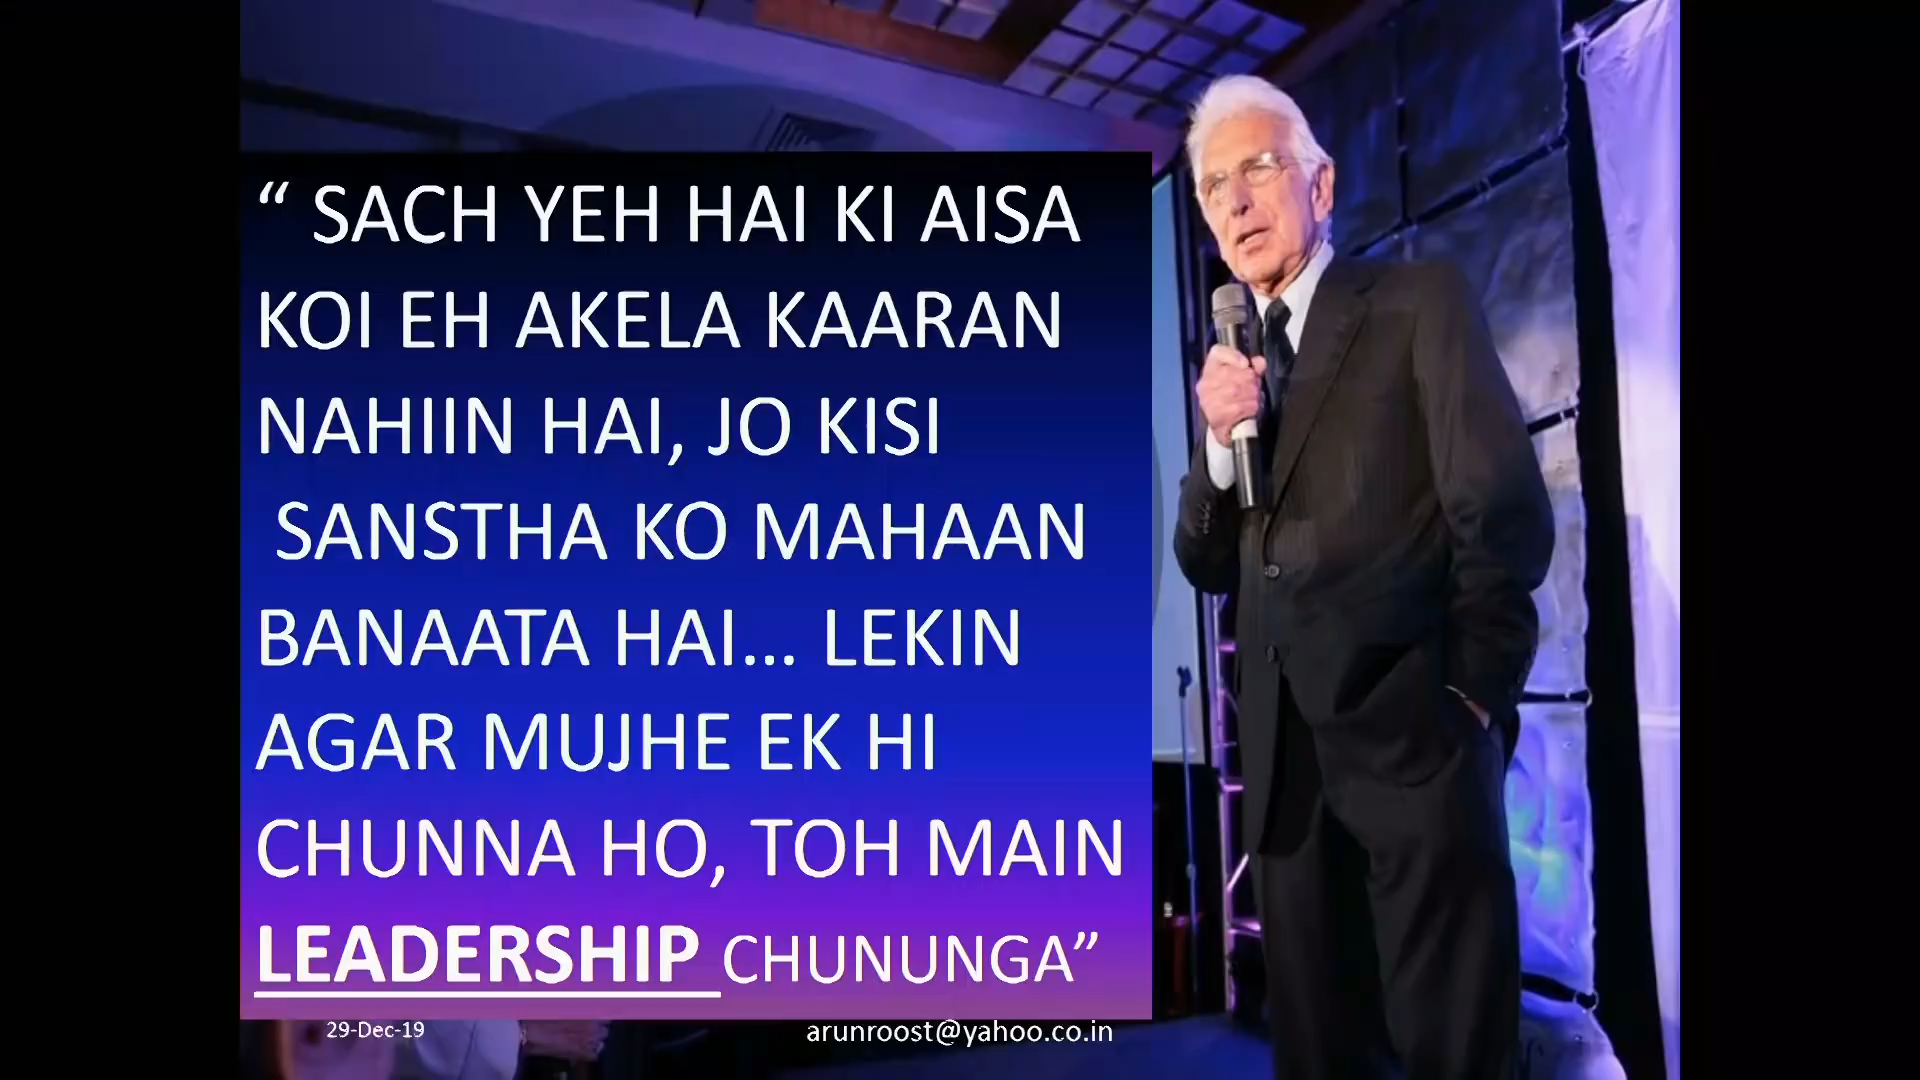 “ SACH YEH HAI KI AISA
KOI EH AKELA KAARAN
NAHIIN HAI, JO KISI
SANSTHA KO MAHAAN
BANAATA HAI... LEKIN
AGAR MUJHE EK HI
CHUNNA HO, TOH MAIN
LEADERSHIP CHUNUNGA”
29-Dec-19
arunroost@yahoo.co.in